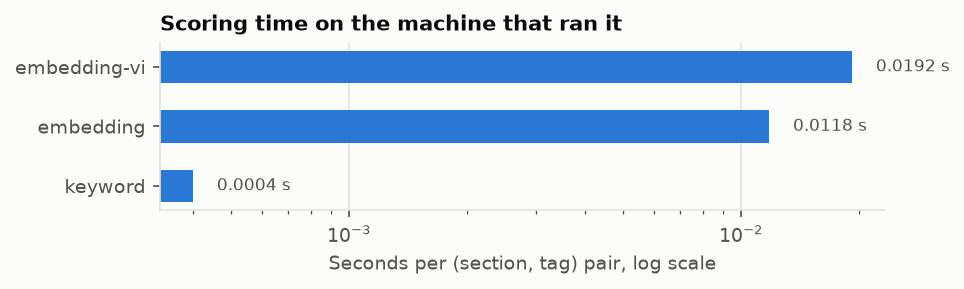 Scoring time on the machine that ran it
embedding-vi
0.0192 s
embedding
0.0118 s
keyword
0.0004 s
10⁻³
10⁻²
Seconds per (section, tag) pair, log scale